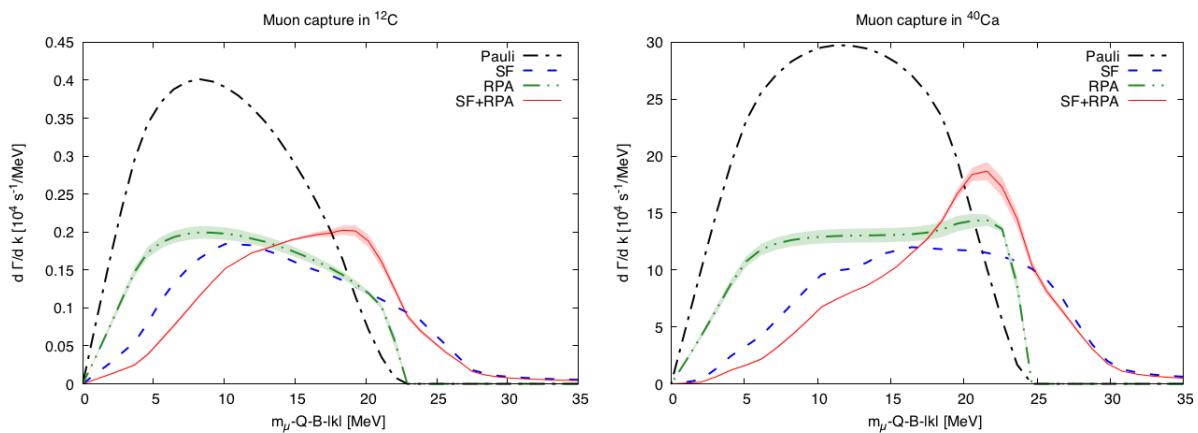 Muon capture in ¹²C
0.45
0.4
0.35
0.3
0.25
0.2
0.15
0.1
0.05
0
d Γ/d k [10⁴ s⁻¹/MeV]
Pauli
SF
RPA
SF+RPA
0 5 10 15 20 25 30 35
mμ-Q-B-|k| [MeV]
Muon capture in ⁴⁰Ca
30
25
20
15
10
5
0
d Γ/d k [10⁴ s⁻¹/MeV]
Pauli
SF
RPA
SF+RPA
0 5 10 15 20 25 30 35
mμ-Q-B-|k| [MeV]